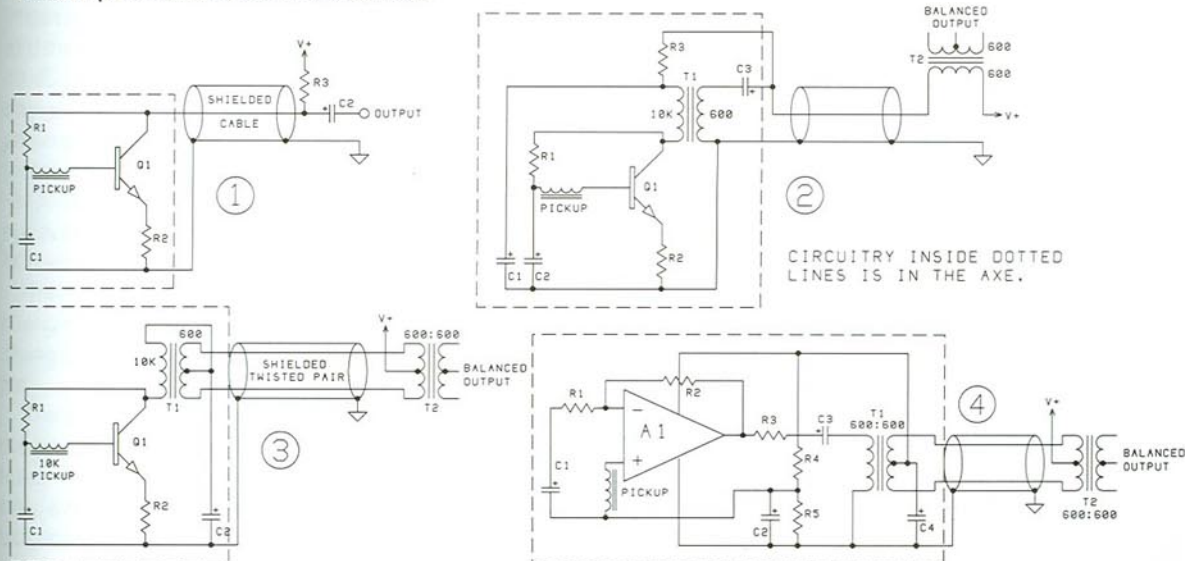 V+
R3
C2
OUTPUT
SHIELDED
CABLE
R1
Q1
PICKUP
R2
C1
1
BALANCED
OUTPUT
600
T2
600
V+
R3
T1
C3
10K
600
R1
Q1
PICKUP
R2
C1
C2
2
CIRCUITRY INSIDE DOTTED
LINES IS IN THE AXE.
600
10K
T1
SHIELDED
TWISTED PAIR
V+
600:600
T2
BALANCED
OUTPUT
R1
Q1
10K
PICKUP
R2
C1
C2
3
R1
R2
A1
-
+
R3
C3
T1
600:600
C1
PICKUP
R4
C2
R5
C4
4
V+
BALANCED
OUTPUT
T2
600:600